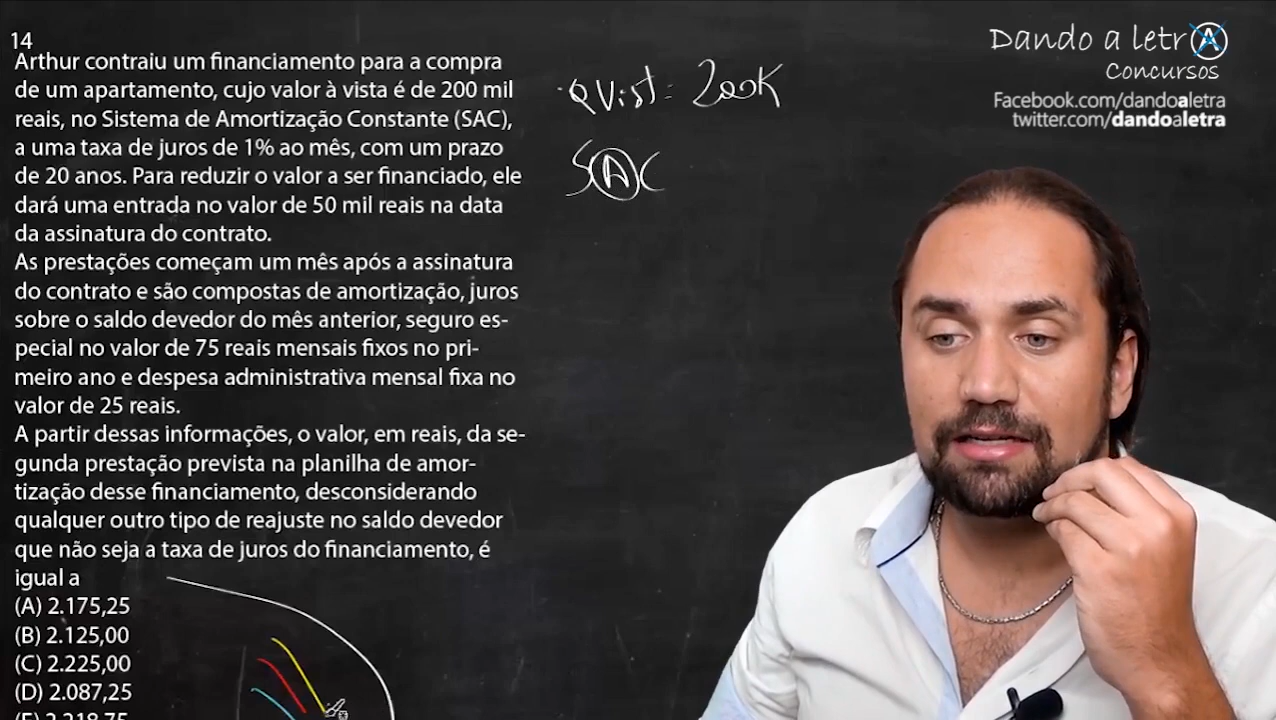 14
Arthur contraiu um financiamento para a compra
de um apartamento, cujo valor à vista é de 200 mil
reais, no Sistema de Amortização Constante (SAC),
a uma taxa de juros de 1% ao mês, com um prazo
de 20 anos. Para reduzir o valor a ser financiado, ele
dará uma entrada no valor de 50 mil reais na data
da assinatura do contrato.
As prestações começam um mês após a assinatura
do contrato e são compostas de amortização, juros
sobre o saldo devedor do mês anterior, seguro es-
pecial no valor de 75 reais mensais fixos no pri-
meiro ano e despesa administrativa mensal fixa no
valor de 25 reais.
A partir dessas informações, o valor, em reais, da se-
gunda prestação prevista na planilha de amor-
tização desse financiamento, desconsiderando
qualquer outro tipo de reajuste no saldo devedor
que não seja a taxa de juros do financiamento, é
igual a
(A) 2.175,25
(B) 2.125,00
(C) 2.225,00
(D) 2.087,25
(E) 2.218,75
200K
SAC
Dando a letrA
Concursos
Facebook.com/dandoaletra
twitter.com/dandoaletra